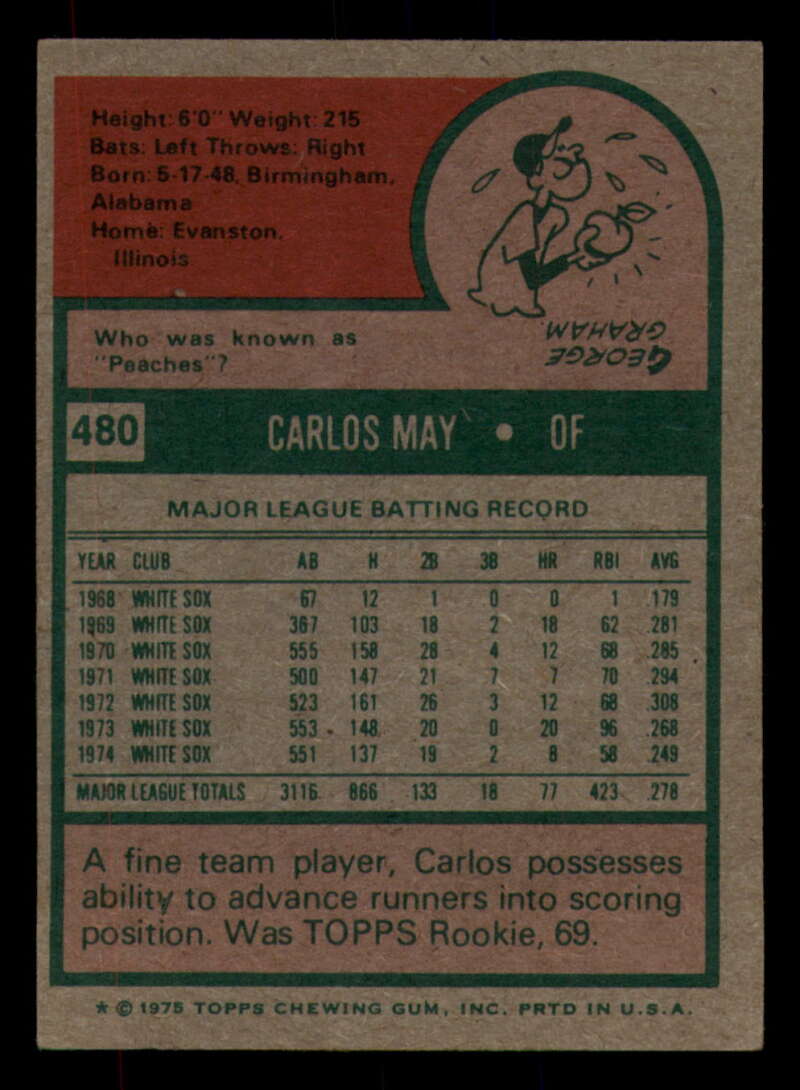 Height: 6'0" Weight: 215
Bats: Left Throws: Right
Born: 5-17-48, Birmingham,
Alabama
Home: Evanston,
Illinois
Who was known as
"Peaches"?
GEORGE
GRAHAM.
480 CARLOS MAY • OF
MAJOR LEAGUE BATTING RECORD
YEAR CLUB AB H 2B 3B HR RBI AVG
1968 WHITE SOX 67 12 1 0 0 1 .179
1969 WHITE SOX 367 103 18 2 18 62 .281
1970 WHITE SOX 555 158 28 4 12 68 .285
1971 WHITE SOX 500 147 21 7 7 70 .294
1972 WHITE SOX 523 161 26 3 12 68 .308
1973 WHITE SOX 553 148 20 0 20 96 .268
1974 WHITE SOX 551 137 19 2 8 58 .249
MAJOR LEAGUE TOTALS 3116 866 133 18 77 423 .278
A fine team player, Carlos possesses
ability to advance runners into scoring
position. Was TOPPS Rookie, 69.
* © 1975 TOPPS CHEWING GUM, INC. PRTD IN U.S.A.